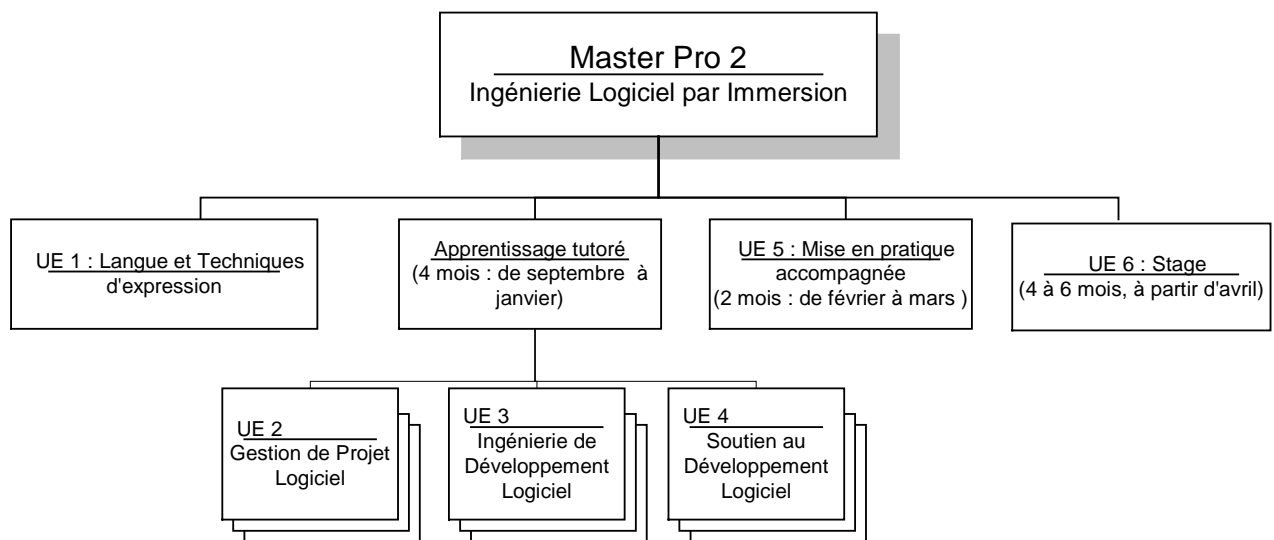 Master Pro 2
Ingénierie Logiciel par Immersion
UE 1 : Langue et Techniques
d'expression
Apprentissage tutoré
(4 mois : de septembre à
janvier)
UE 5 : Mise en pratique
accompagnée
(2 mois : de février à mars )
UE 6 : Stage
(4 à 6 mois, à partir d'avril)
UE 2
Gestion de Projet
Logiciel
UE 3
Ingénierie de
Développement
Logiciel
UE 4
Soutien au
Développement
Logiciel